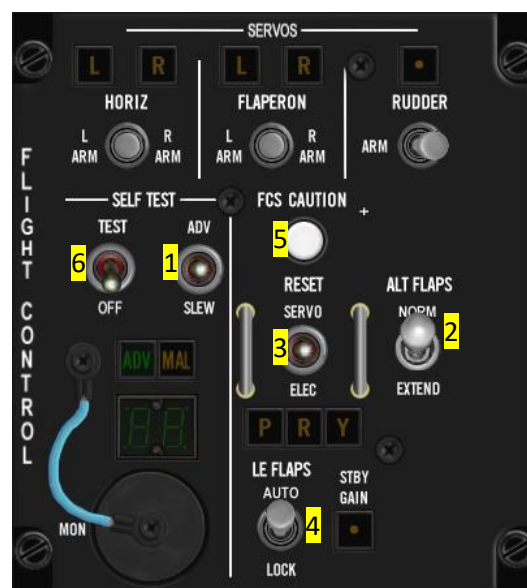 SERVOS
L R L R
HORIZ FLAPERON RUDDER
L ARM R ARM L ARM R ARM ARM
FLIGHT CONTROL
SELF TEST FCS CAUTION +
TEST ADV 5
6 1
OFF SLEW RESET ALT FLAPS
SERVO NORM
3 2
ADV MAL ELEC EXTEND
88 P R Y
LE FLAPS STBY GAIN
AUTO
MON 4
LOCK